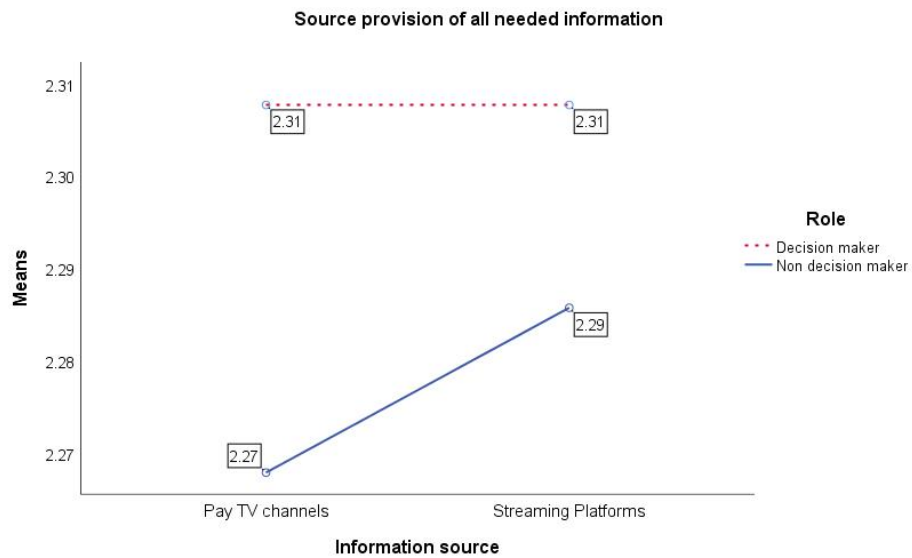 Source provision of all needed information
2.31
2.30
2.29
2.28
2.27
Means
2.31
2.31
2.29
2.27
Pay TV channels
Streaming Platforms
Information source
Role
Decision maker
Non decision maker